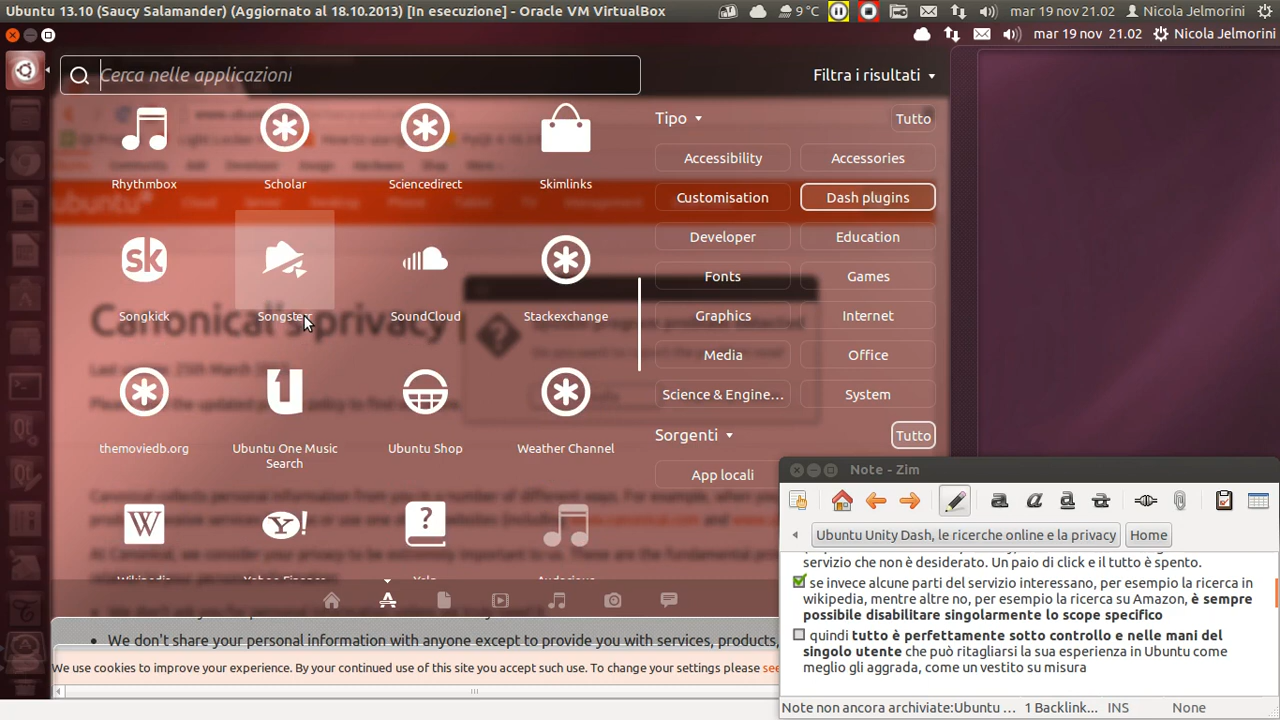 Ubuntu 13.10 (Saucy Salamander) (Aggiornato al 18.10.2013) [In esecuzione] - Oracle VM VirtualBox
9 °C
mar 19 nov 21.02
Nicola Jelmorini
mar 19 nov 21.02
Nicola Jelmorini
Cerca nelle applicazioni
Filtra i risultati
Rhythmbox
Scholar
Sciencedirect
Skimlinks
Songkick
sk
SoundCloud
Stackexchange
themoviedb.org
Ubuntu One Music
Search
Ubuntu Shop
Weather Channel
W
Y!
?
Tipo
Tutto
Accessibility
Accessories
Customisation
Dash plugins
Developer
Education
Fonts
Games
Graphics
Internet
Media
Office
Science & Engine...
System
Sorgenti
Tutto
App locali
Canonical's privacy
• We don't share your personal information with anyone except to provide you with services, products,
We use cookies to improve your experience. By your continued use of this site you accept such use. To change your settings please see
Note - Zim
Ubuntu Unity Dash, le ricerche online e la privacy
Home
servizio che non è desiderato. Un paio di click e il tutto è spento.
se invece alcune parti del servizio interessano, per esempio la ricerca in
wikipedia, mentre altre no, per esempio la ricerca su Amazon, è sempre
possibile disabilitare singolarmente lo scope specifico
quindi tutto è perfettamente sotto controllo e nelle mani del
singolo utente che può ritagliarsi la sua esperienza in Ubuntu come
meglio gli aggrada, come un vestito su misura
Note non ancora archiviate:Ubuntu ...
1 Backlink...
INS
None